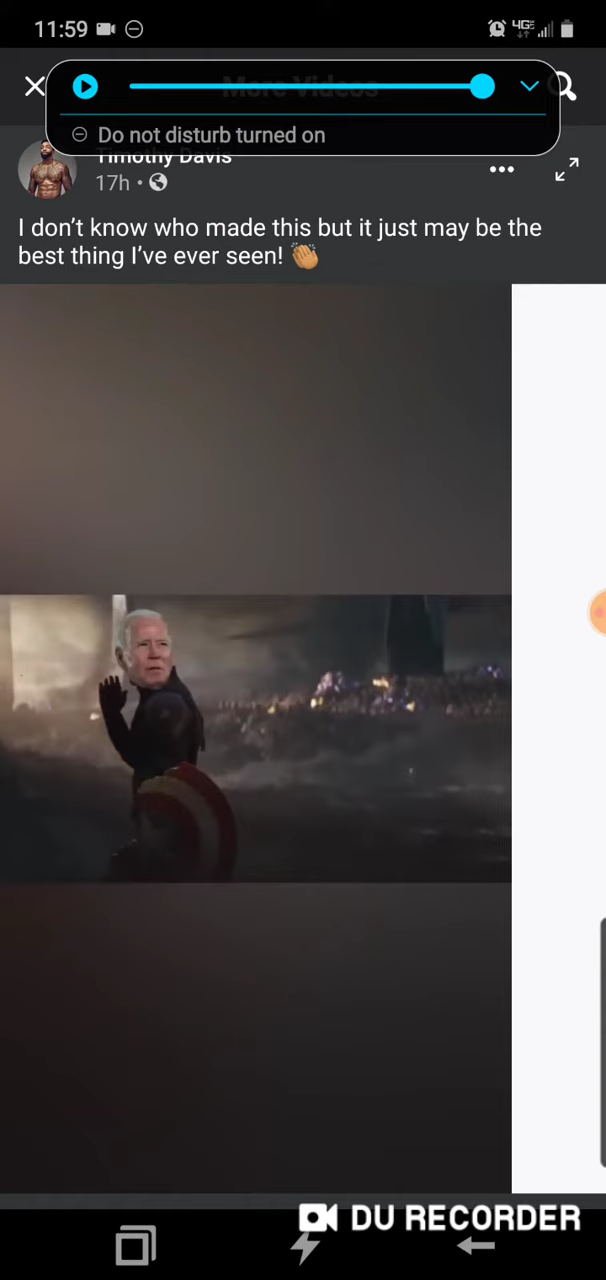 11:59
4GE
More Videos
Do not disturb turned on
Timothy Davis
17h
I don't know who made this but it just may be the
best thing I've ever seen! 👏🏽
DU RECORDER